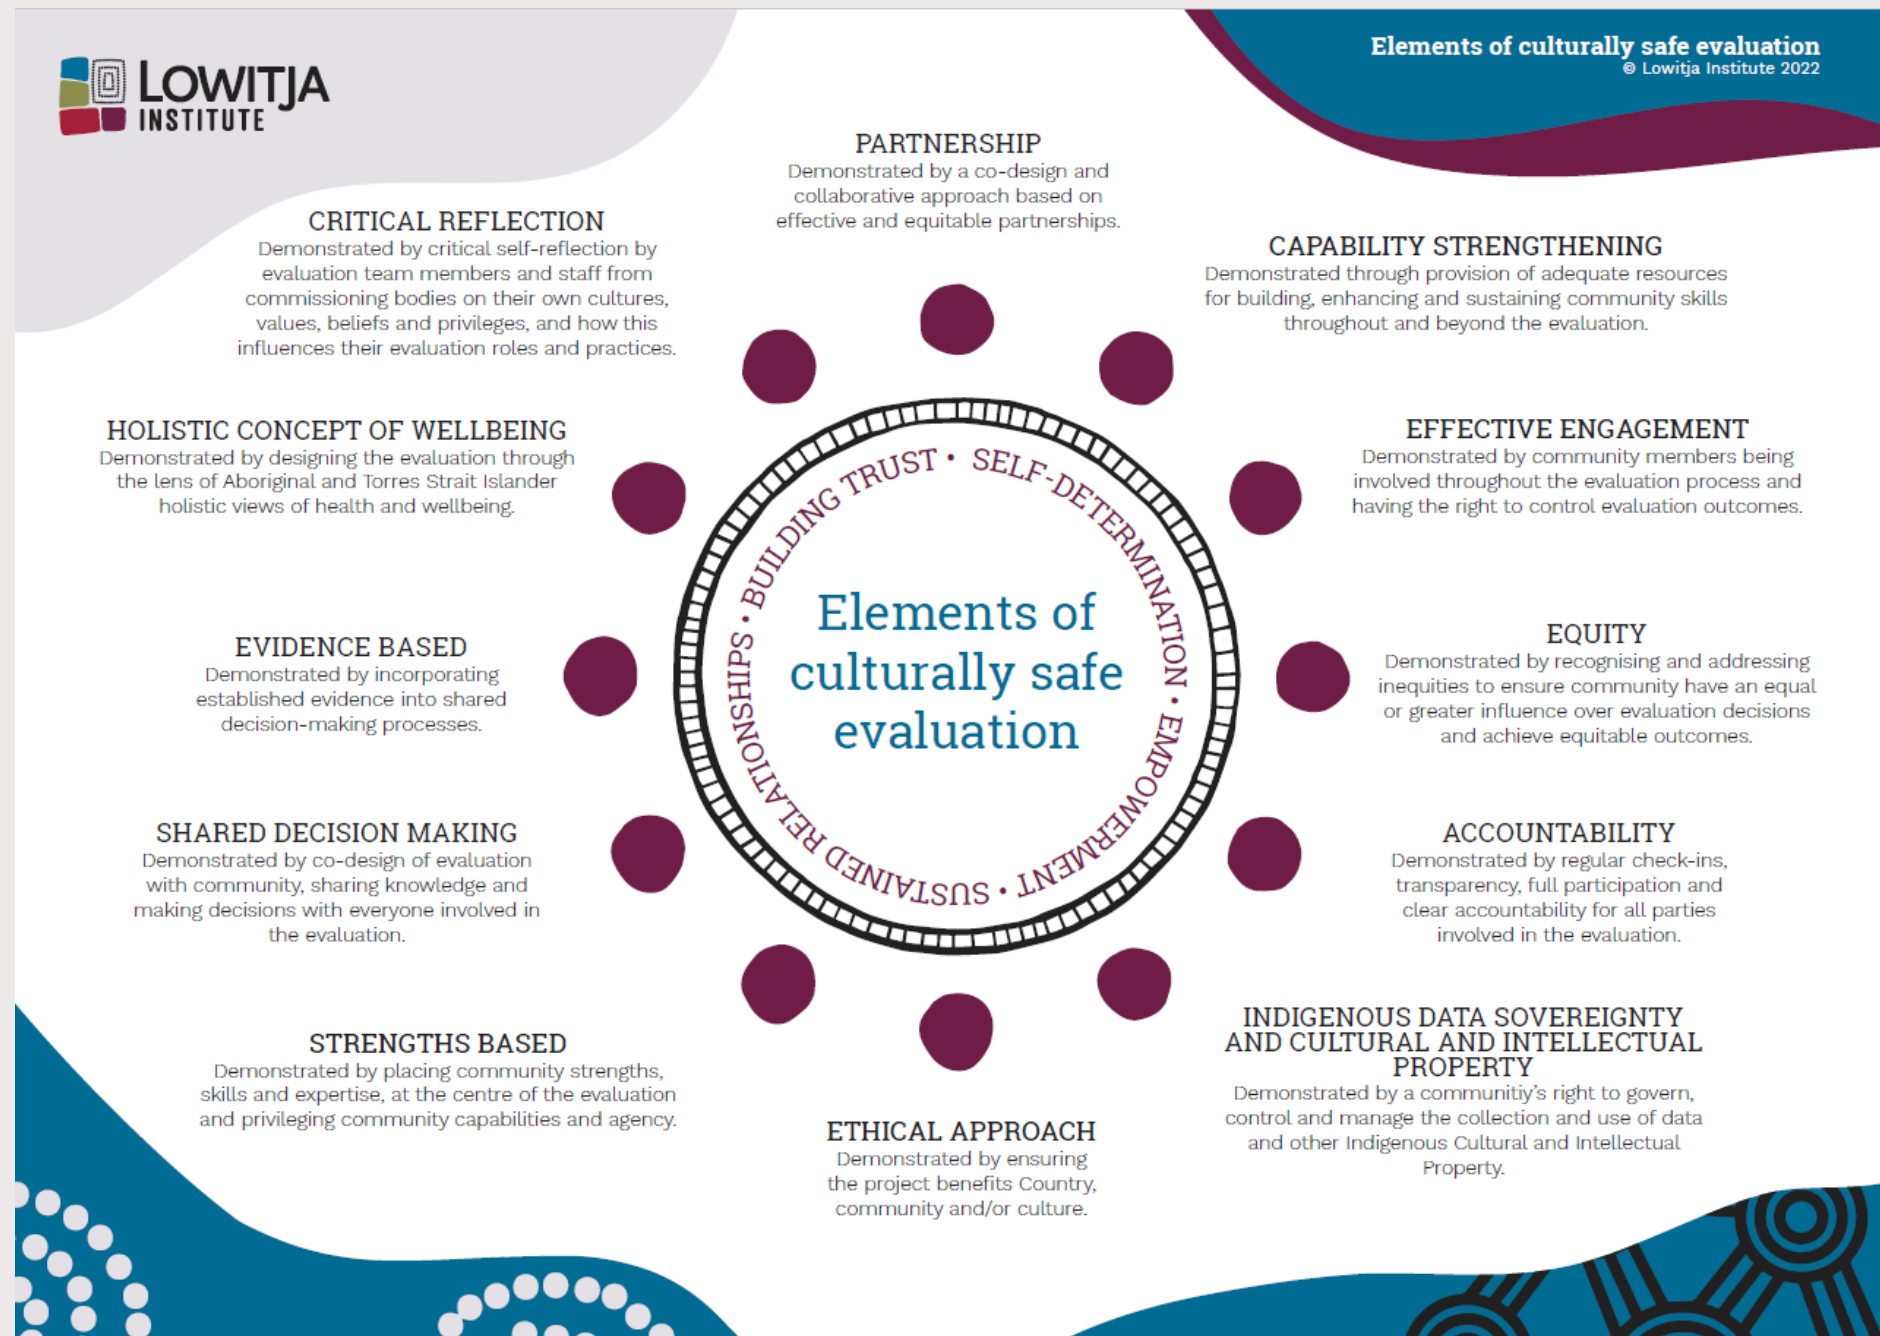 LOWITJA
INSTITUTE
Elements of culturally safe evaluation
© Lowitja Institute 2022
PARTNERSHIP
Demonstrated by a co-design and
collaborative approach based on
effective and equitable partnerships.
CAPABILITY STRENGTHENING
Demonstrated through provision of adequate resources
for building, enhancing and sustaining community skills
throughout and beyond the evaluation.
EFFECTIVE ENGAGEMENT
Demonstrated by community members being
involved throughout the evaluation process and
having the right to control evaluation outcomes.
EQUITY
Demonstrated by recognising and addressing
inequities to ensure community have an equal
or greater influence over evaluation decisions
and achieve equitable outcomes.
ACCOUNTABILITY
Demonstrated by regular check-ins,
transparency, full participation and
clear accountability for all parties
involved in the evaluation.
INDIGENOUS DATA SOVEREIGNTY
AND CULTURAL AND INTELLECTUAL
PROPERTY
Demonstrated by a communitiy's right to govern,
control and manage the collection and use of data
and other Indigenous Cultural and Intellectual
Property.
ETHICAL APPROACH
Demonstrated by ensuring
the project benefits Country,
community and/or culture.
STRENGTHS BASED
Demonstrated by placing community strengths,
skills and expertise, at the centre of the evaluation
and privileging community capabilities and agency.
SHARED DECISION MAKING
Demonstrated by co-design of evaluation
with community, sharing knowledge and
making decisions with everyone involved in
the evaluation.
EVIDENCE BASED
Demonstrated by incorporating
established evidence into shared
decision-making processes.
HOLISTIC CONCEPT OF WELLBEING
Demonstrated by designing the evaluation through
the lens of Aboriginal and Torres Strait Islander
holistic views of health and wellbeing.
CRITICAL REFLECTION
Demonstrated by critical self-reflection by
evaluation team members and staff from
commissioning bodies on their own cultures,
values, beliefs and privileges, and how this
influences their evaluation roles and practices.
SELF-DETERMINATION • EMPOWERMENT • SUSTAINED RELATIONSHIPS • BUILDING TRUST •
Elements of
culturally safe
evaluation